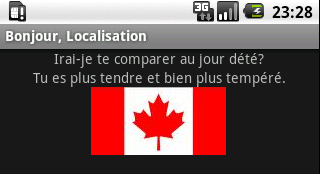 3G 23:28
Bonjour, Localisation
Irai-je te comparer au jour dété?
Tu es plus tendre et bien plus tempéré.